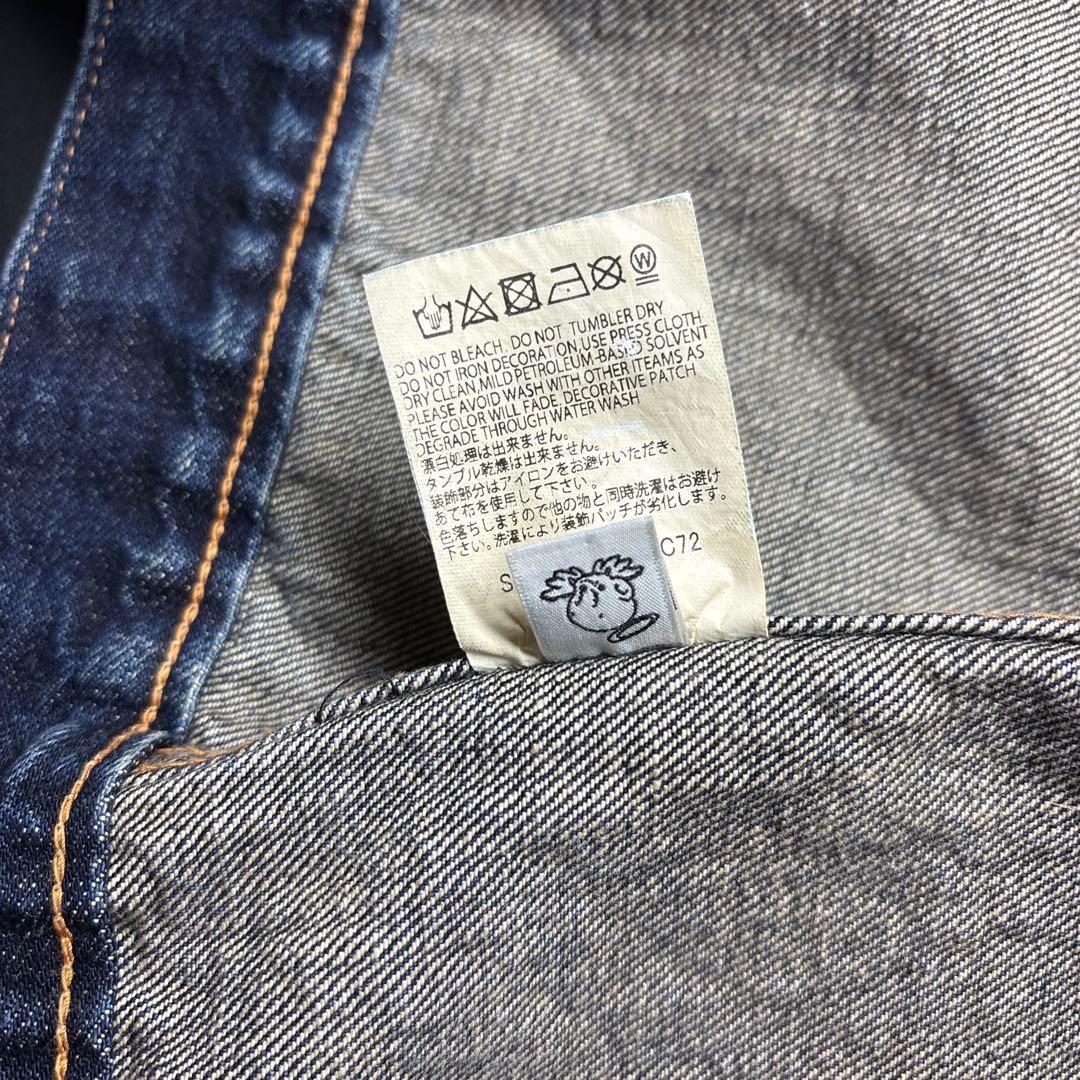 W
DO NOT BLEACH, DO NOT TUMBLER DRY
DO NOT IRON DECORATION, USE PRESS CLOTH
DRY CLEAN, MILD PETROLEUM-BASED SOLVENT
PLEASE AVOID WASH WITH OTHER ITEAMS AS
THE COLOR WILL FADE, DECORATIVE PATCH
DEGRADE THROUGH WATER WASH
漂白処理は出来ません。
タンブル乾燥は出来ません。
装飾部分はアイロンをお避けいただき、
あて布を使用して下さい。
色落ちしますので他の物と同時洗濯はお避け
下さい。洗濯により装飾パッチが劣化します。
S C72